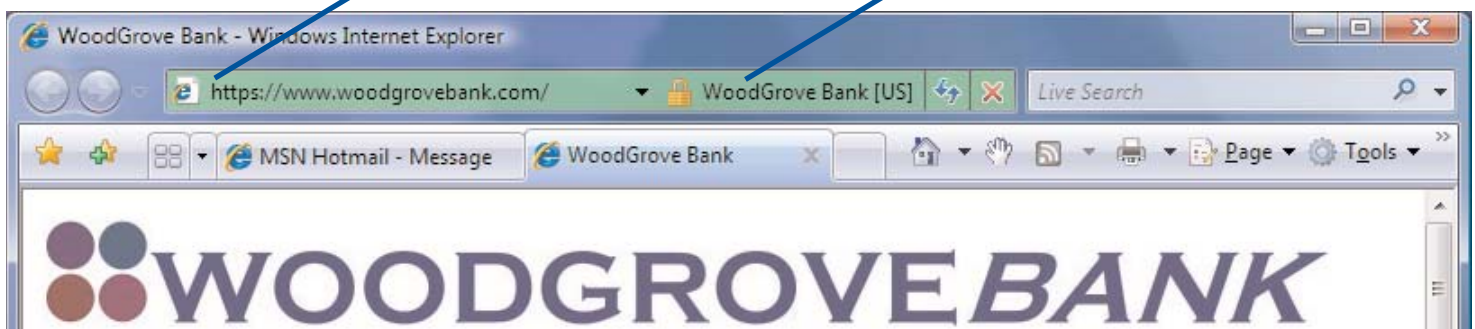 WoodGrove Bank - Windows Internet Explorer
https://www.woodgrovebank.com/ WoodGrove Bank [US] Live Search
MSN Hotmail - Message WoodGrove Bank Page Tools
WOODGROVEBANK